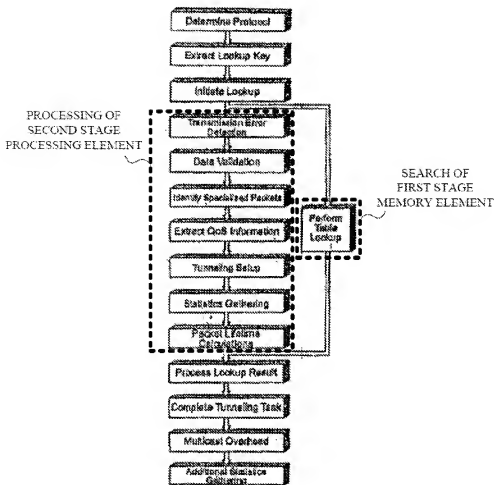 Determine Protocol
Extract Lookup Key
Initiate Lookup
PROCESSING OF
SECOND STAGE
PROCESSING ELEMENT
Transmission Error
Detection
Data Validation
Identify Specialized Packets
Extract QoS Information
Tunneling Setup
Statistics Gathering
Packet Lifetime
Calculations
SEARCH OF
FIRST STAGE
MEMORY ELEMENT
Perform
Table
Lookup
Process Lookup Result
Complete Tunneling Task
Multicast Overhead
Additional Statistics
Gathering